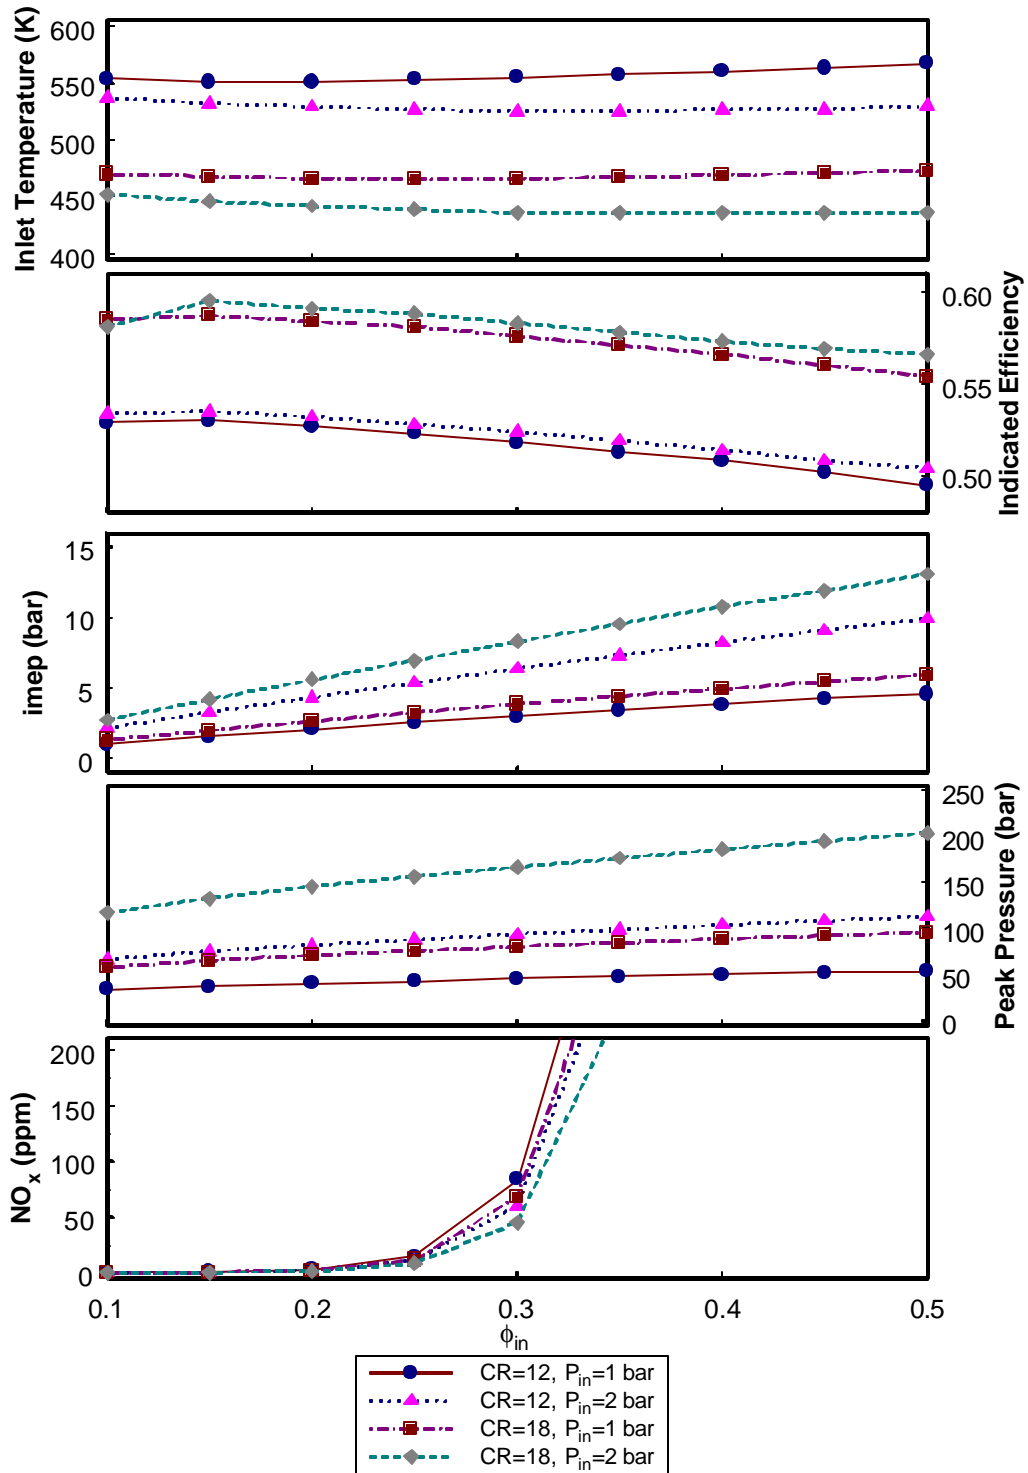 Inlet Temperature (K)
600
550
500
450
400
Indicated Efficiency
0.60
0.55
0.50
imep (bar)
15
10
5
0
Peak Pressure (bar)
250
200
150
100
50
0
NOx (ppm)
200
150
100
50
0
0.1 0.2 0.3 0.4 0.5
ϕin
CR=12, Pin=1 bar
CR=12, Pin=2 bar
CR=18, Pin=1 bar
CR=18, Pin=2 bar